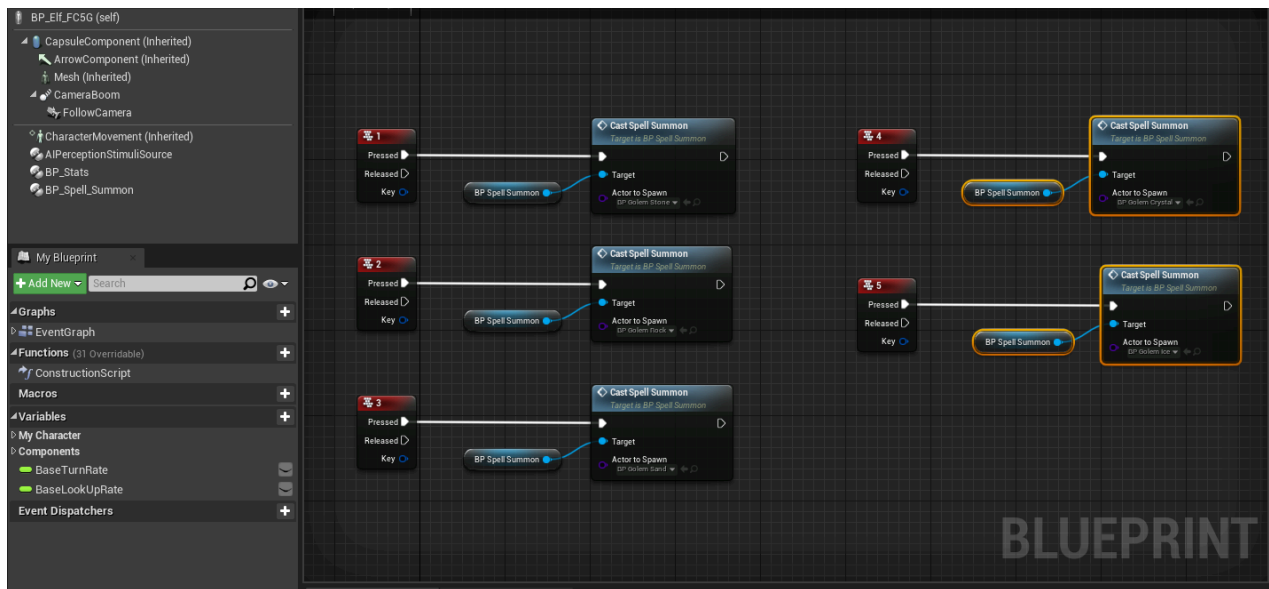 BP_Elf_FC5G (self)
CapsuleComponent (Inherited)
ArrowComponent (Inherited)
Mesh (Inherited)
CameraBoom
FollowCamera
CharacterMovement (Inherited)
AIPerceptionStimuliSource
BP_Stats
BP_Spell_Summon
My Blueprint
Add New
Search
Graphs
EventGraph
Functions (31 Overridable)
ConstructionScript
Macros
Variables
My Character
Components
BaseTurnRate
BaseLookUpRate
Event Dispatchers
1
Pressed
Released
Key
BP Spell Summon
Cast Spell Summon
Target is BP Spell Summon
Target
Actor to Spawn
BP Golem Stone
2
Pressed
Released
Key
BP Spell Summon
Cast Spell Summon
Target is BP Spell Summon
Target
Actor to Spawn
BP Golem Rock
3
Pressed
Released
Key
BP Spell Summon
Cast Spell Summon
Target is BP Spell Summon
Target
Actor to Spawn
BP Golem Sand
4
Pressed
Released
Key
BP Spell Summon
Cast Spell Summon
Target is BP Spell Summon
Target
Actor to Spawn
BP Golem Crystal
5
Pressed
Released
Key
BP Spell Summon
Cast Spell Summon
Target is BP Spell Summon
Target
Actor to Spawn
BP Golem Ice
BLUEPRINT